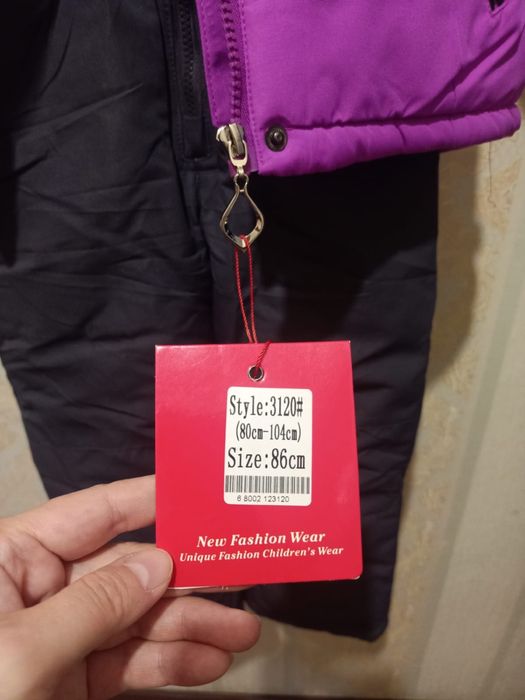 Style:3120#
(80cm-104cm)
Size:86cm
6 8002 123120
New Fashion Wear
Unique Fashion Children's Wear